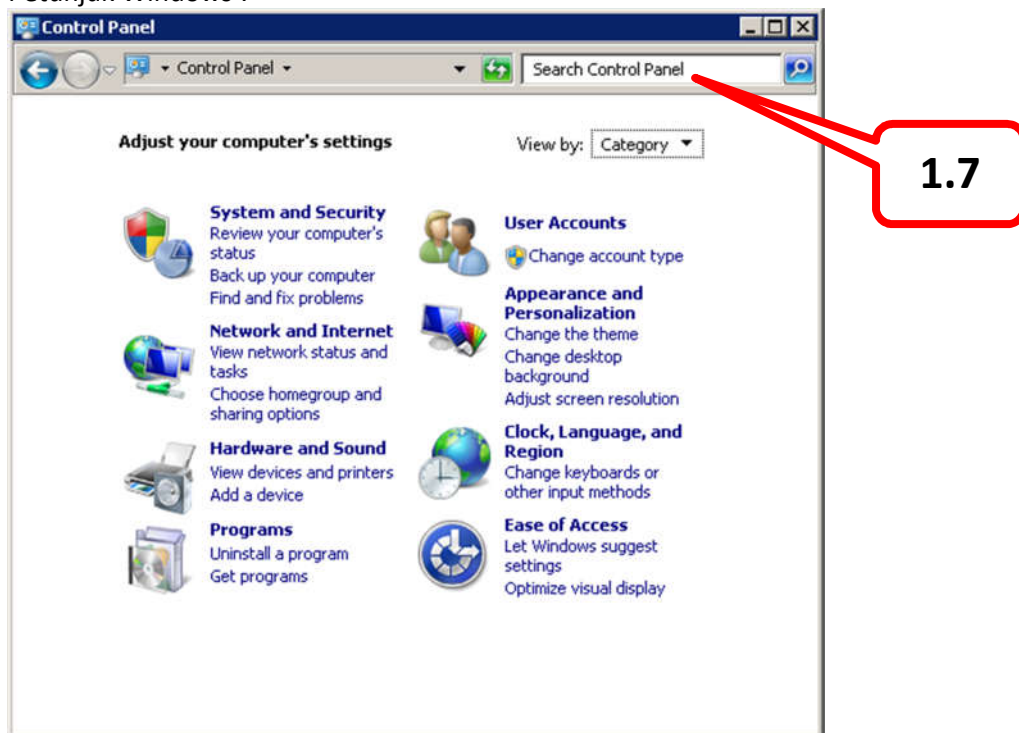 Control Panel
Control Panel
Search Control Panel
1.7
Adjust your computer's settings
View by: Category
System and Security
Review your computer's
status
Back up your computer
Find and fix problems
Network and Internet
View network status and
tasks
Choose homegroup and
sharing options
Hardware and Sound
View devices and printers
Add a device
Programs
Uninstall a program
Get programs
User Accounts
Change account type
Appearance and
Personalization
Change the theme
Change desktop
background
Adjust screen resolution
Clock, Language, and
Region
Change keyboards or
other input methods
Ease of Access
Let Windows suggest
settings
Optimize visual display